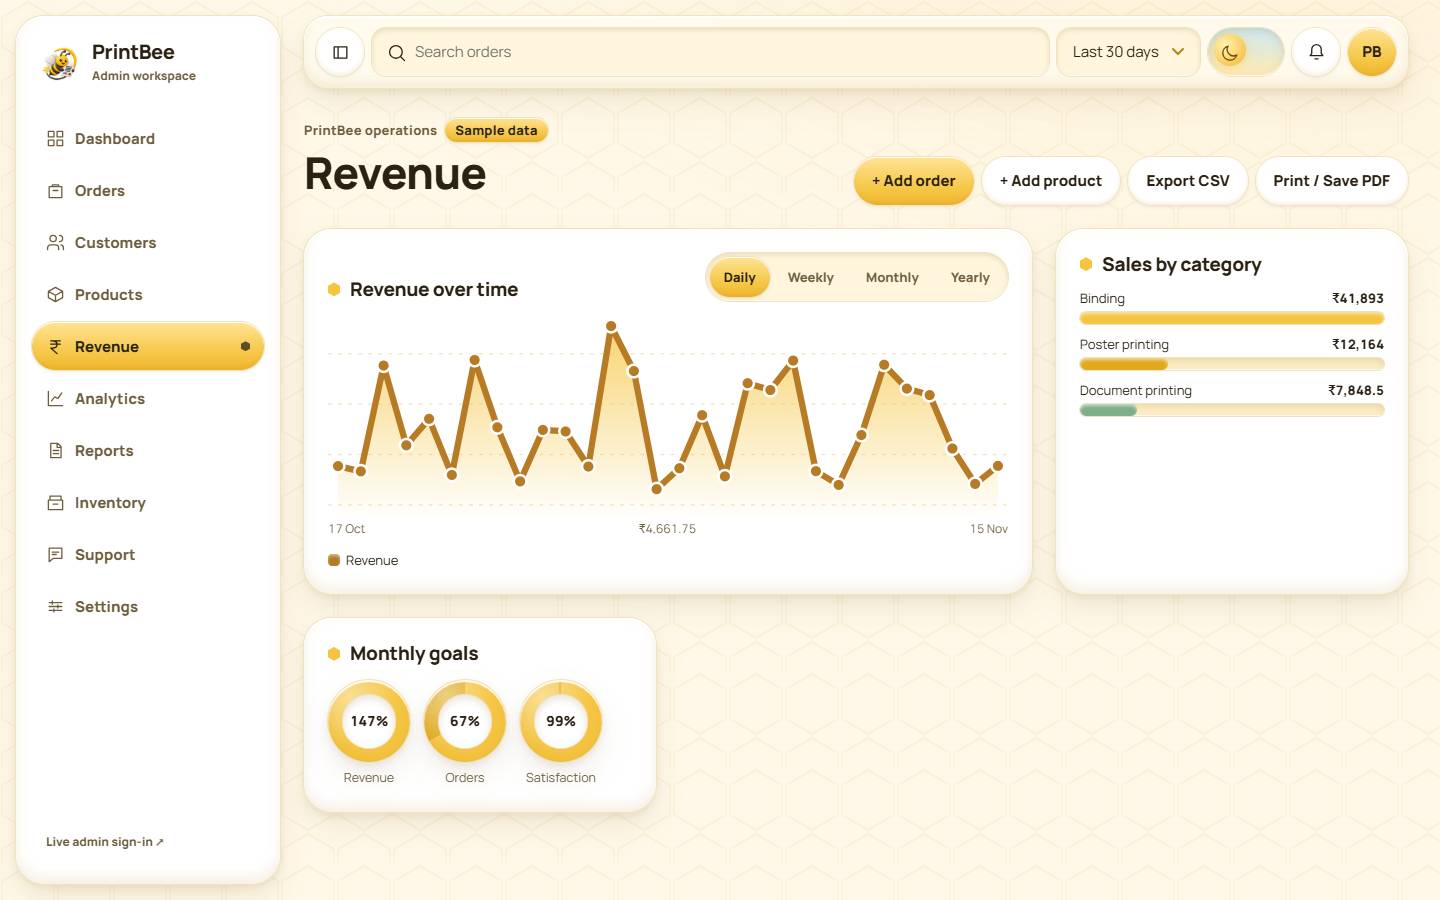 PrintBee
Admin workspace
Dashboard
Orders
Customers
Products
₹ Revenue
Analytics
Reports
Inventory
Support
Settings
Live admin sign-in ↗
Search orders
Last 30 days
PB
PrintBee operations
Sample data
Revenue
+ Add order
+ Add product
Export CSV
Print / Save PDF
Revenue over time
Daily
Weekly
Monthly
Yearly
17 Oct
₹4,661.75
15 Nov
Revenue
Sales by category
Binding ₹41,893
Poster printing ₹12,164
Document printing ₹7,848.5
Monthly goals
147%
67%
99%
Revenue
Orders
Satisfaction